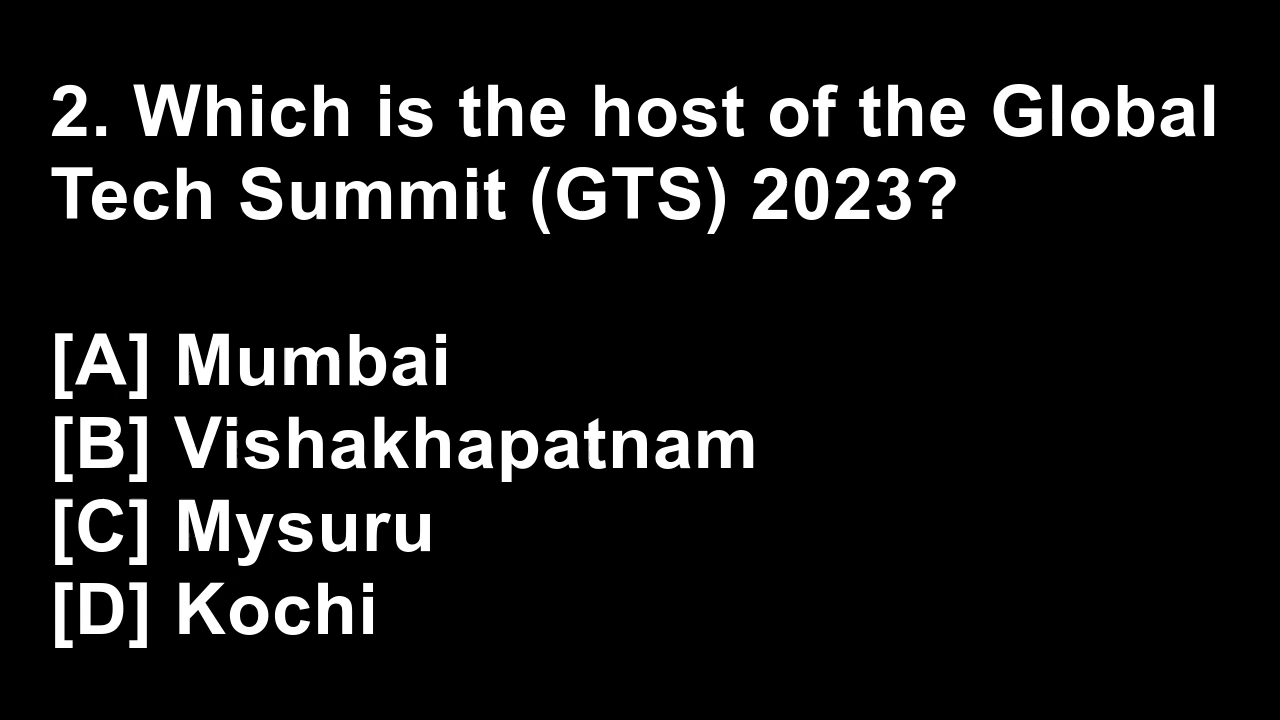 2. Which is the host of the Global
Tech Summit (GTS) 2023?
[A] Mumbai
[B] Vishakhapatnam
[C] Mysuru
[D] Kochi